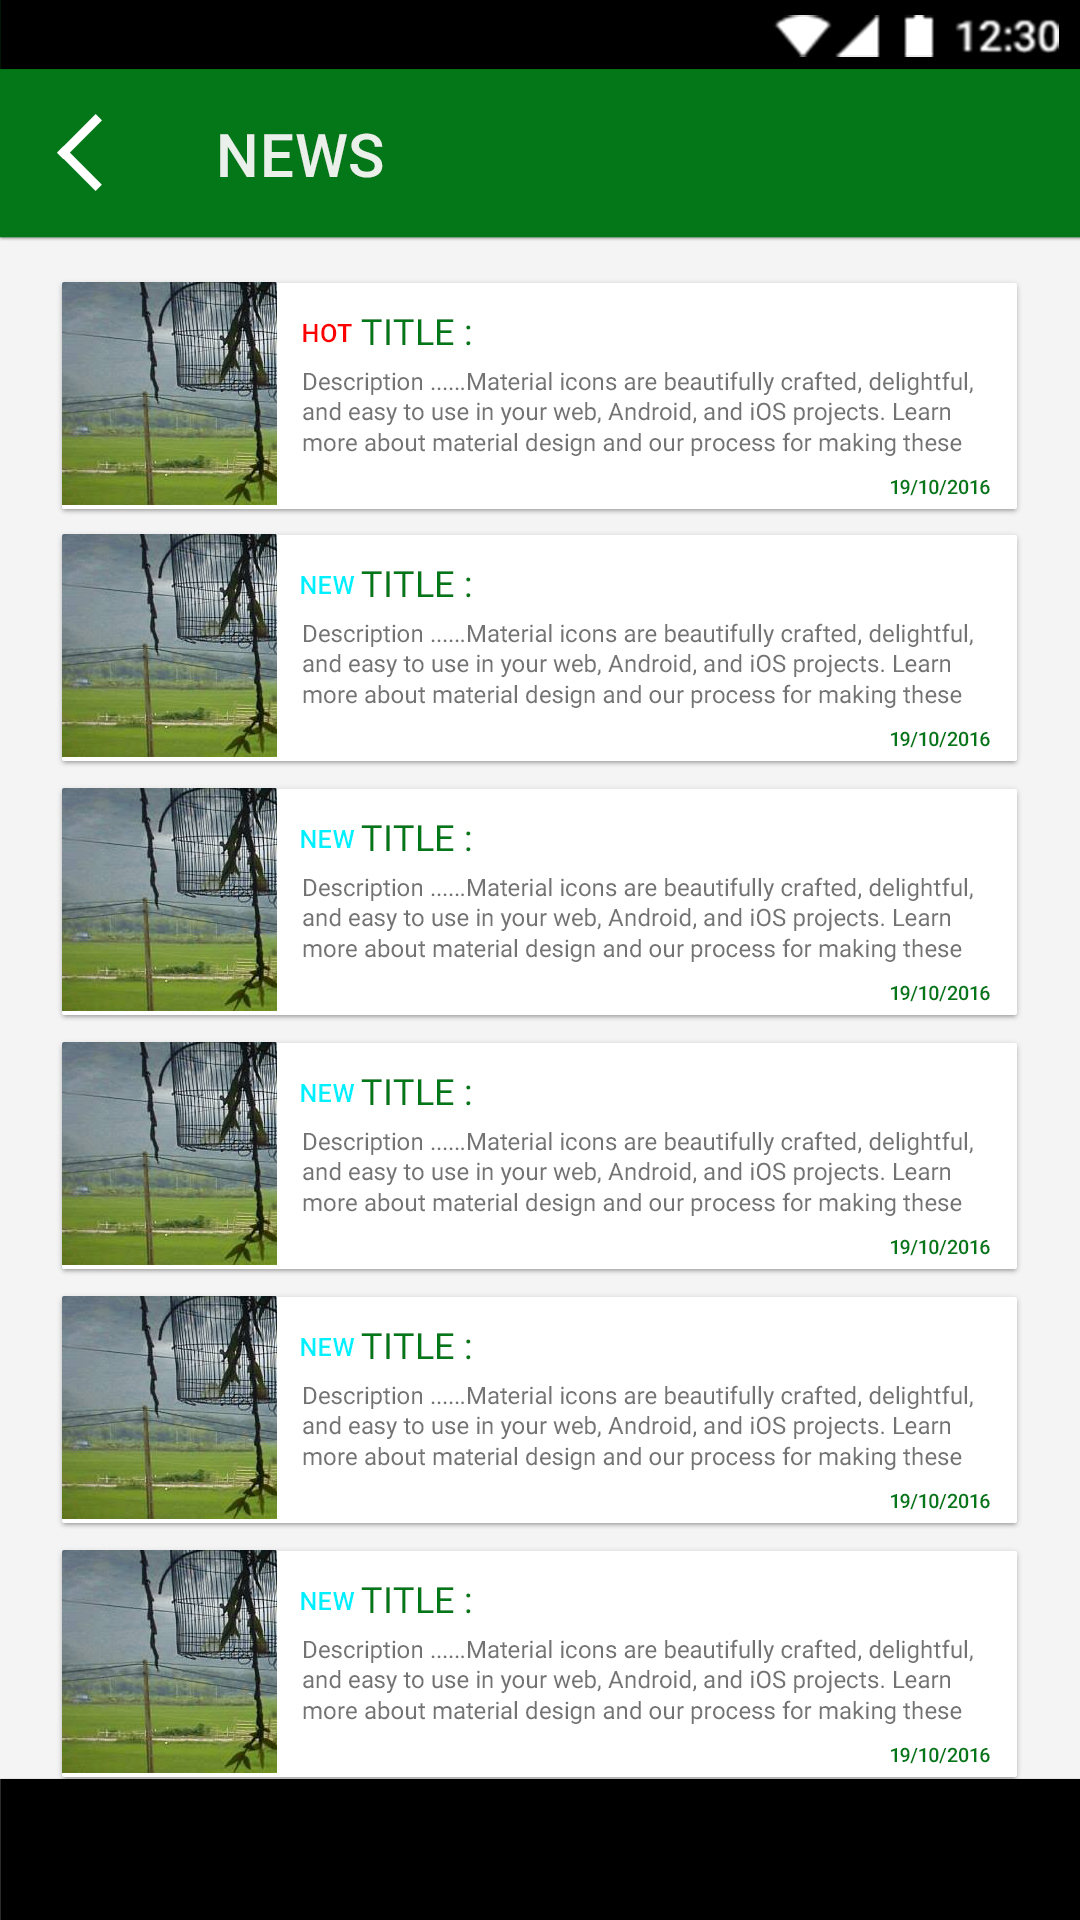 12:30
NEWS
HOT TITLE :
Description ......Material icons are beautifully crafted, delightful,
and easy to use in your web, Android, and iOS projects. Learn
more about material design and our process for making these
19/10/2016
NEW TITLE :
Description ......Material icons are beautifully crafted, delightful,
and easy to use in your web, Android, and iOS projects. Learn
more about material design and our process for making these
19/10/2016
NEW TITLE :
Description ......Material icons are beautifully crafted, delightful,
and easy to use in your web, Android, and iOS projects. Learn
more about material design and our process for making these
19/10/2016
NEW TITLE :
Description ......Material icons are beautifully crafted, delightful,
and easy to use in your web, Android, and iOS projects. Learn
more about material design and our process for making these
19/10/2016
NEW TITLE :
Description ......Material icons are beautifully crafted, delightful,
and easy to use in your web, Android, and iOS projects. Learn
more about material design and our process for making these
19/10/2016
NEW TITLE :
Description ......Material icons are beautifully crafted, delightful,
and easy to use in your web, Android, and iOS projects. Learn
more about material design and our process for making these
19/10/2016